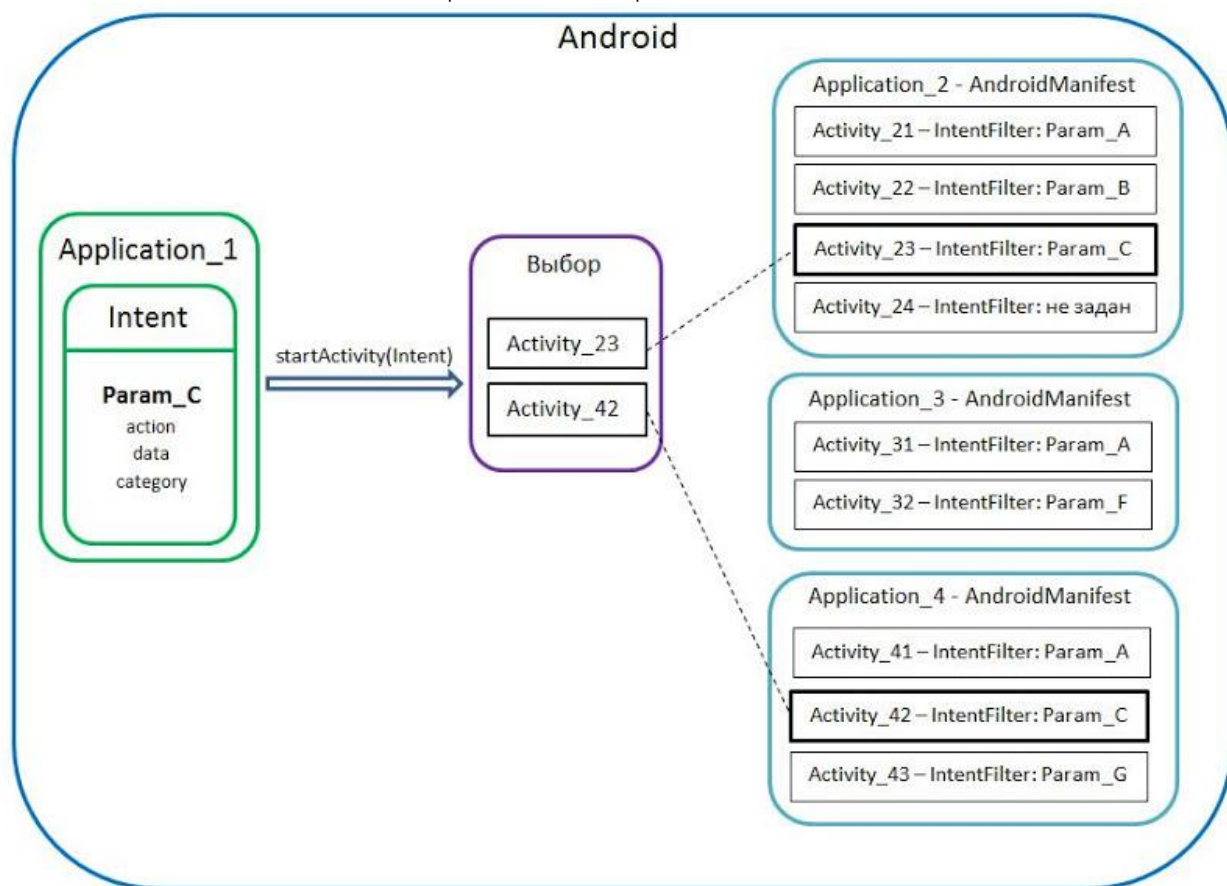 Android
Application_1
Intent
Param_C
action
data
category
startActivity(Intent)
Выбор
Activity_23
Activity_42
Application_2 - AndroidManifest
Activity_21 – IntentFilter: Param_A
Activity_22 – IntentFilter: Param_B
Activity_23 – IntentFilter: Param_C
Activity_24 – IntentFilter: не задан
Application_3 - AndroidManifest
Activity_31 – IntentFilter: Param_A
Activity_32 – IntentFilter: Param_F
Application_4 - AndroidManifest
Activity_41 – IntentFilter: Param_A
Activity_42 – IntentFilter: Param_C
Activity_43 – IntentFilter: Param_G